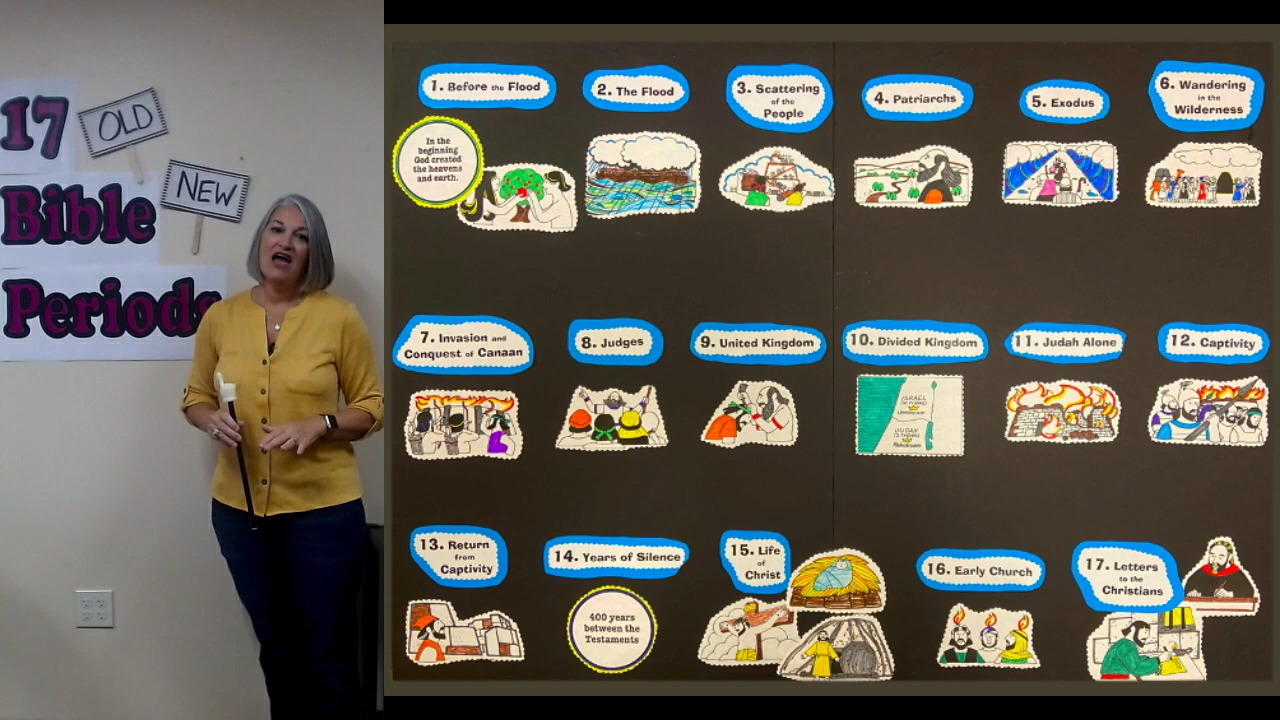 17
Bible
Periods
OLD
NEW
1. Before the Flood
2. The Flood
3. Scattering
of the
People
4. Patriarchs
5. Exodus
6. Wandering
in the
Wilderness
In the
beginning
God created
the heavens
and earth.
7. Invasion and
Conquest of Canaan
8. Judges
9. United Kingdom
10. Divided Kingdom
11. Judah Alone
12. Captivity
ISRAEL
JUDAH
13. Return
from
Captivity
14. Years of Silence
15. Life
of
Christ
16. Early Church
17. Letters
to the
Christians
400 years
between the
Testaments